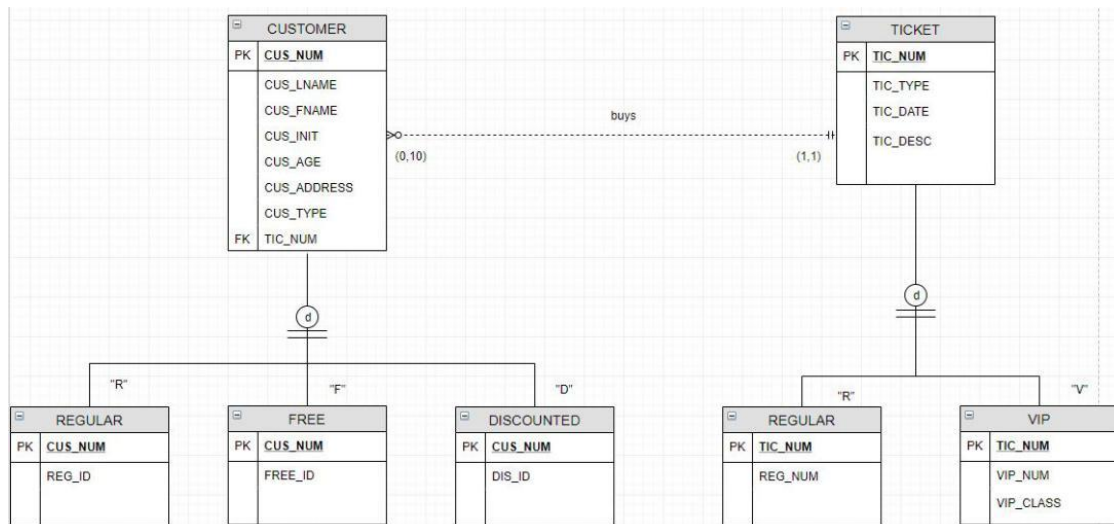 CUSTOMER
PK CUS_NUM
CUS_LNAME
CUS_FNAME
CUS_INIT
CUS_AGE
CUS_ADDRESS
CUS_TYPE
FK TIC_NUM
buys
(0,10)
(1,1)
TICKET
PK TIC_NUM
TIC_TYPE
TIC_DATE
TIC_DESC
d
"R"
"F"
"D"
REGULAR
PK CUS_NUM
REG_ID
FREE
PK CUS_NUM
FREE_ID
DISCOUNTED
PK CUS_NUM
DIS_ID
d
"R"
"V"
REGULAR
PK TIC_NUM
REG_NUM
VIP
PK TIC_NUM
VIP_NUM
VIP_CLASS